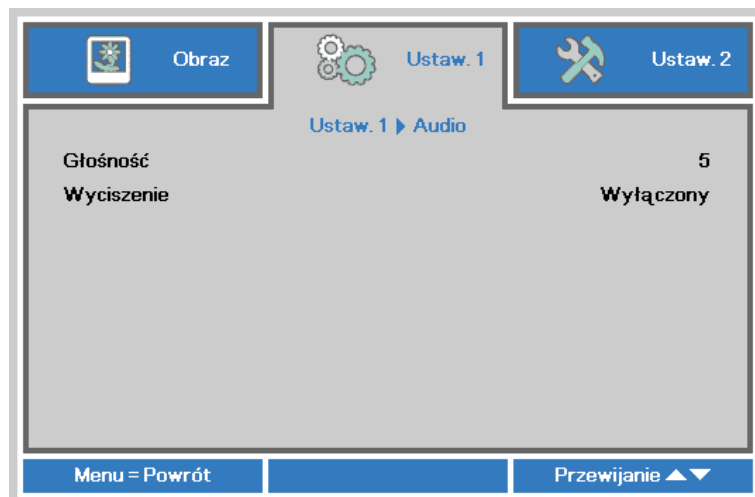 Obraz
Ustaw. 1
Ustaw. 2
Ustaw. 1 ▶ Audio
Głośność 5
Wyciszenie Wyłączony
Menu = Powrót
Przewijanie ▲▼